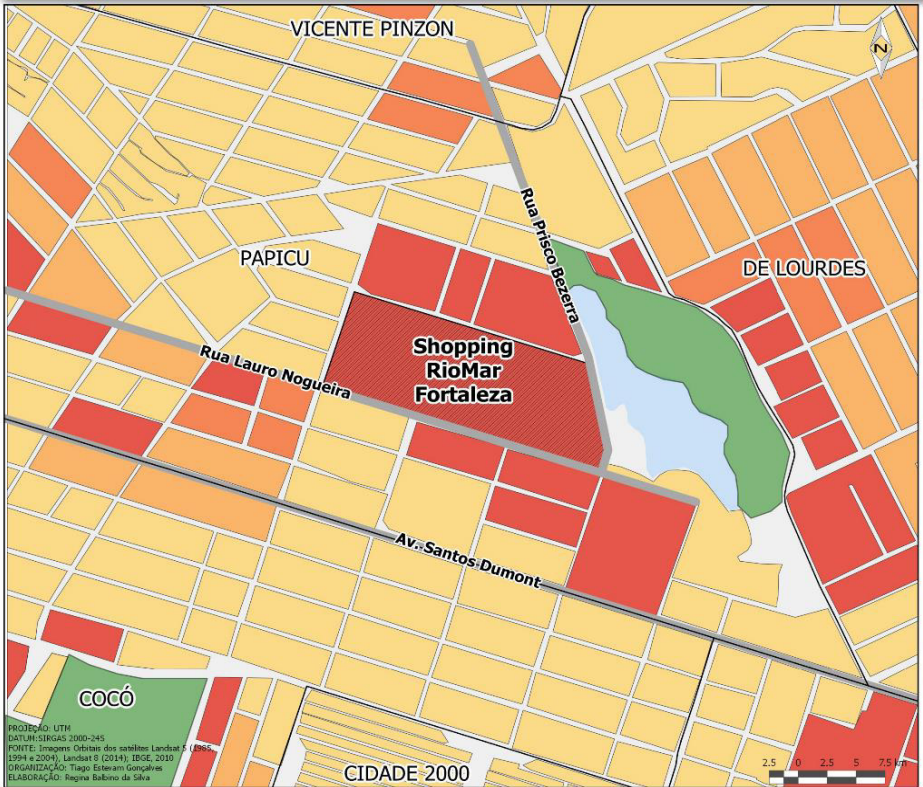 VICENTE PINZON
N
Rua Prisco Bezerra
PAPICU
DE LOURDES
Shopping
RioMar
Fortaleza
Rua Lauro Nogueira
Av. Santos Dumont
COCÓ
CIDADE 2000
PROJEÇÃO: UTM
DATUM:SIRGAS 2000-24S
FONTE: Imagens Orbitais dos satélites Landsat 5 (1985,
1994 e 2004), Landsat 8 (2014); IBGE, 2010
ORGANIZAÇÃO: Tiago Estevam Gonçalves
ELABORAÇÃO: Regina Balbino da Silva
2.5 0 2.5 5 7.5 km